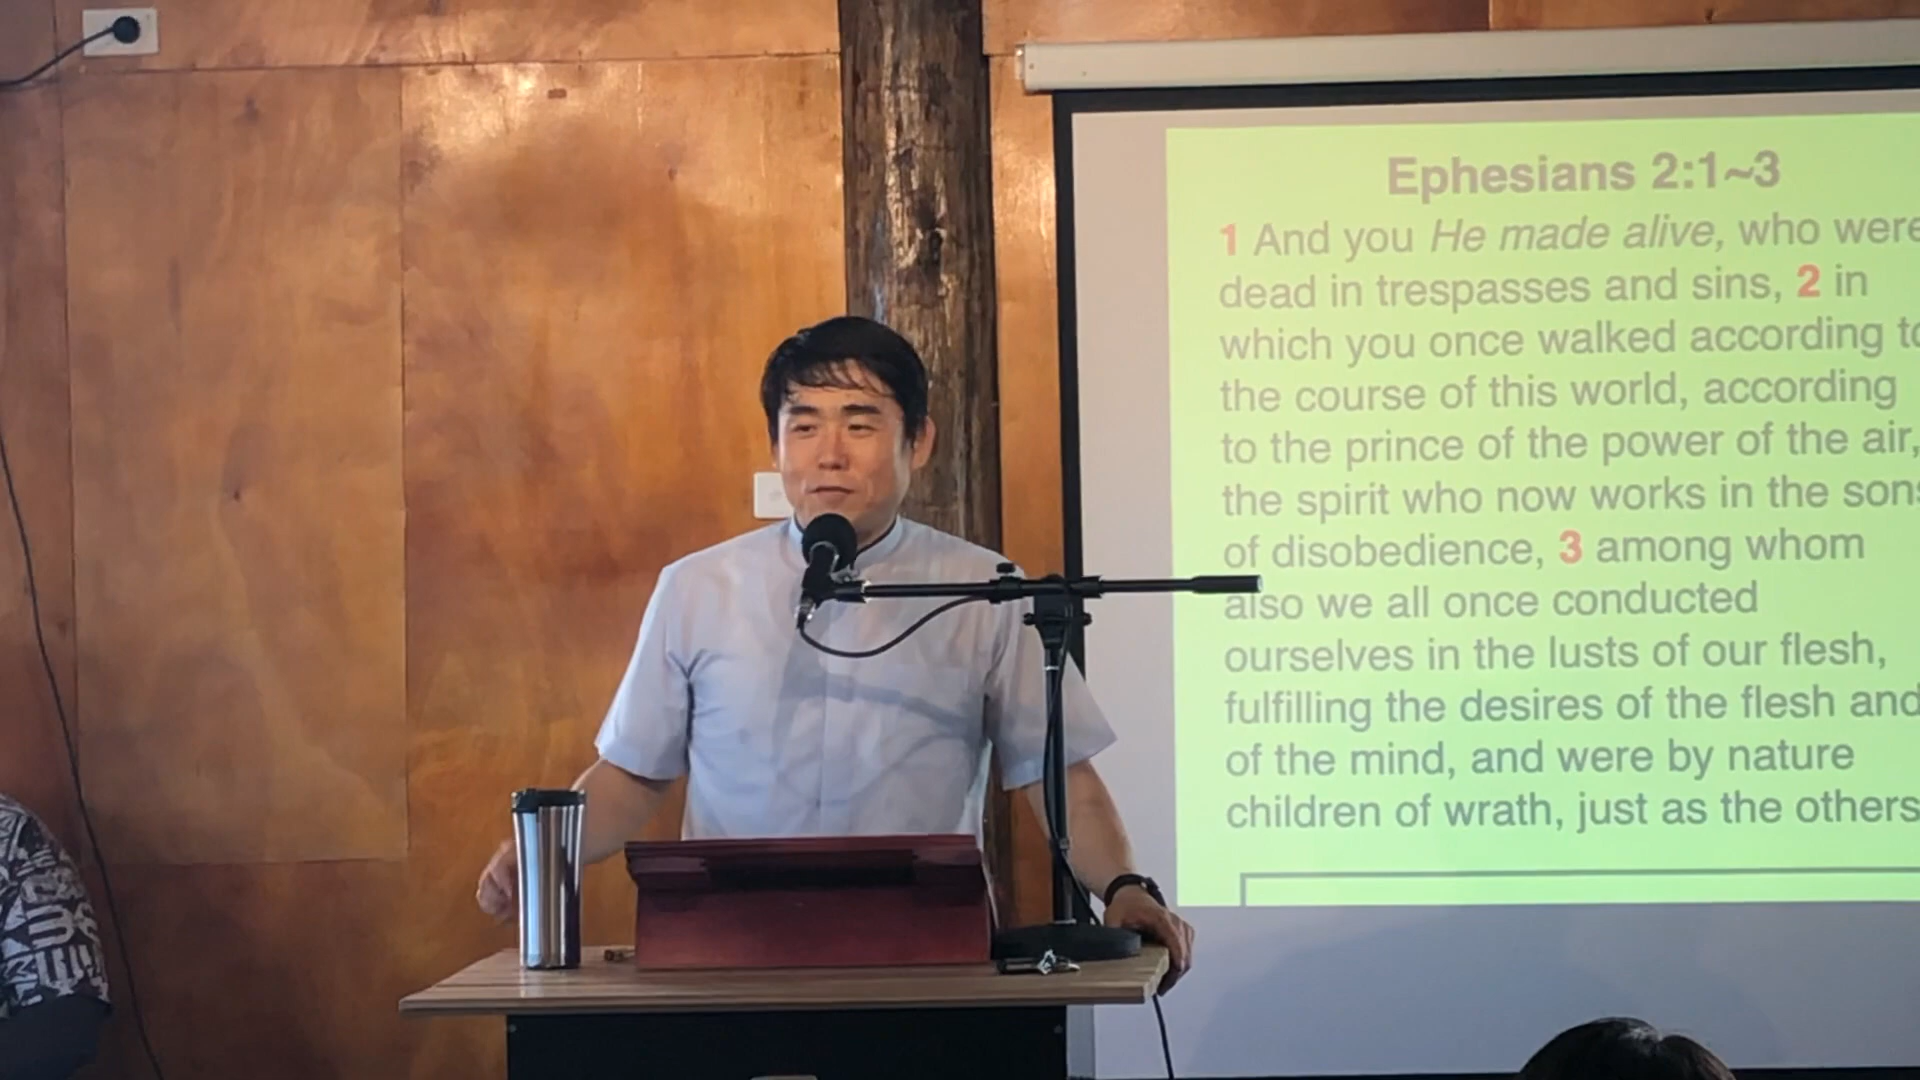 Ephesians 2:1~3
1 And you He made alive, who were
dead in trespasses and sins, 2 in
which you once walked according to
the course of this world, according
to the prince of the power of the air,
the spirit who now works in the sons
of disobedience, 3 among whom
also we all once conducted
ourselves in the lusts of our flesh,
fulfilling the desires of the flesh and
of the mind, and were by nature
children of wrath, just as the others